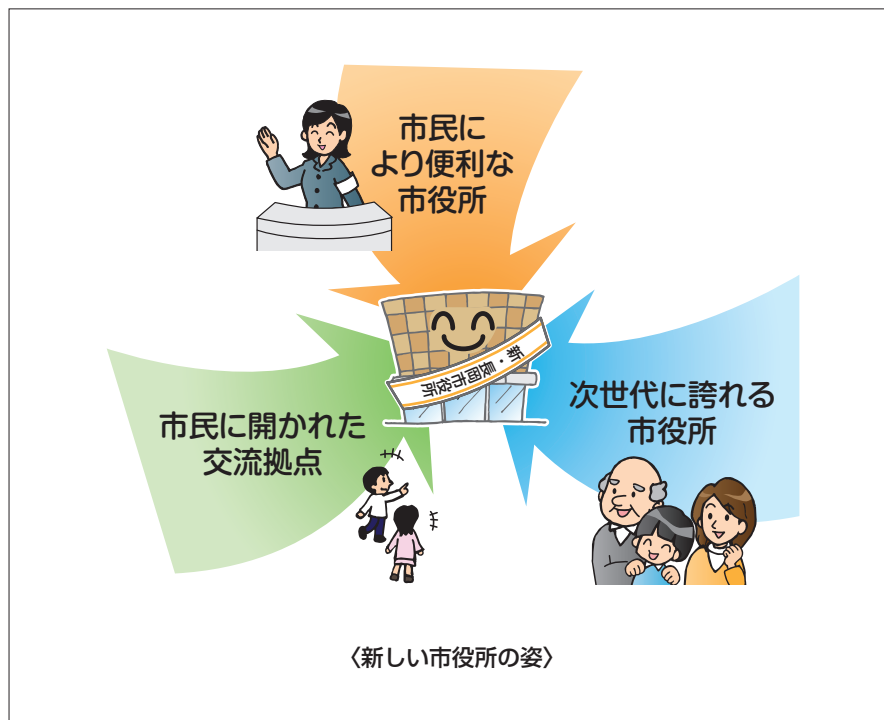 市民に
より便利な
市役所
新・長岡市役所
市民に開かれた
交流拠点
次世代に誇れる
市役所
〈新しい市役所の姿〉